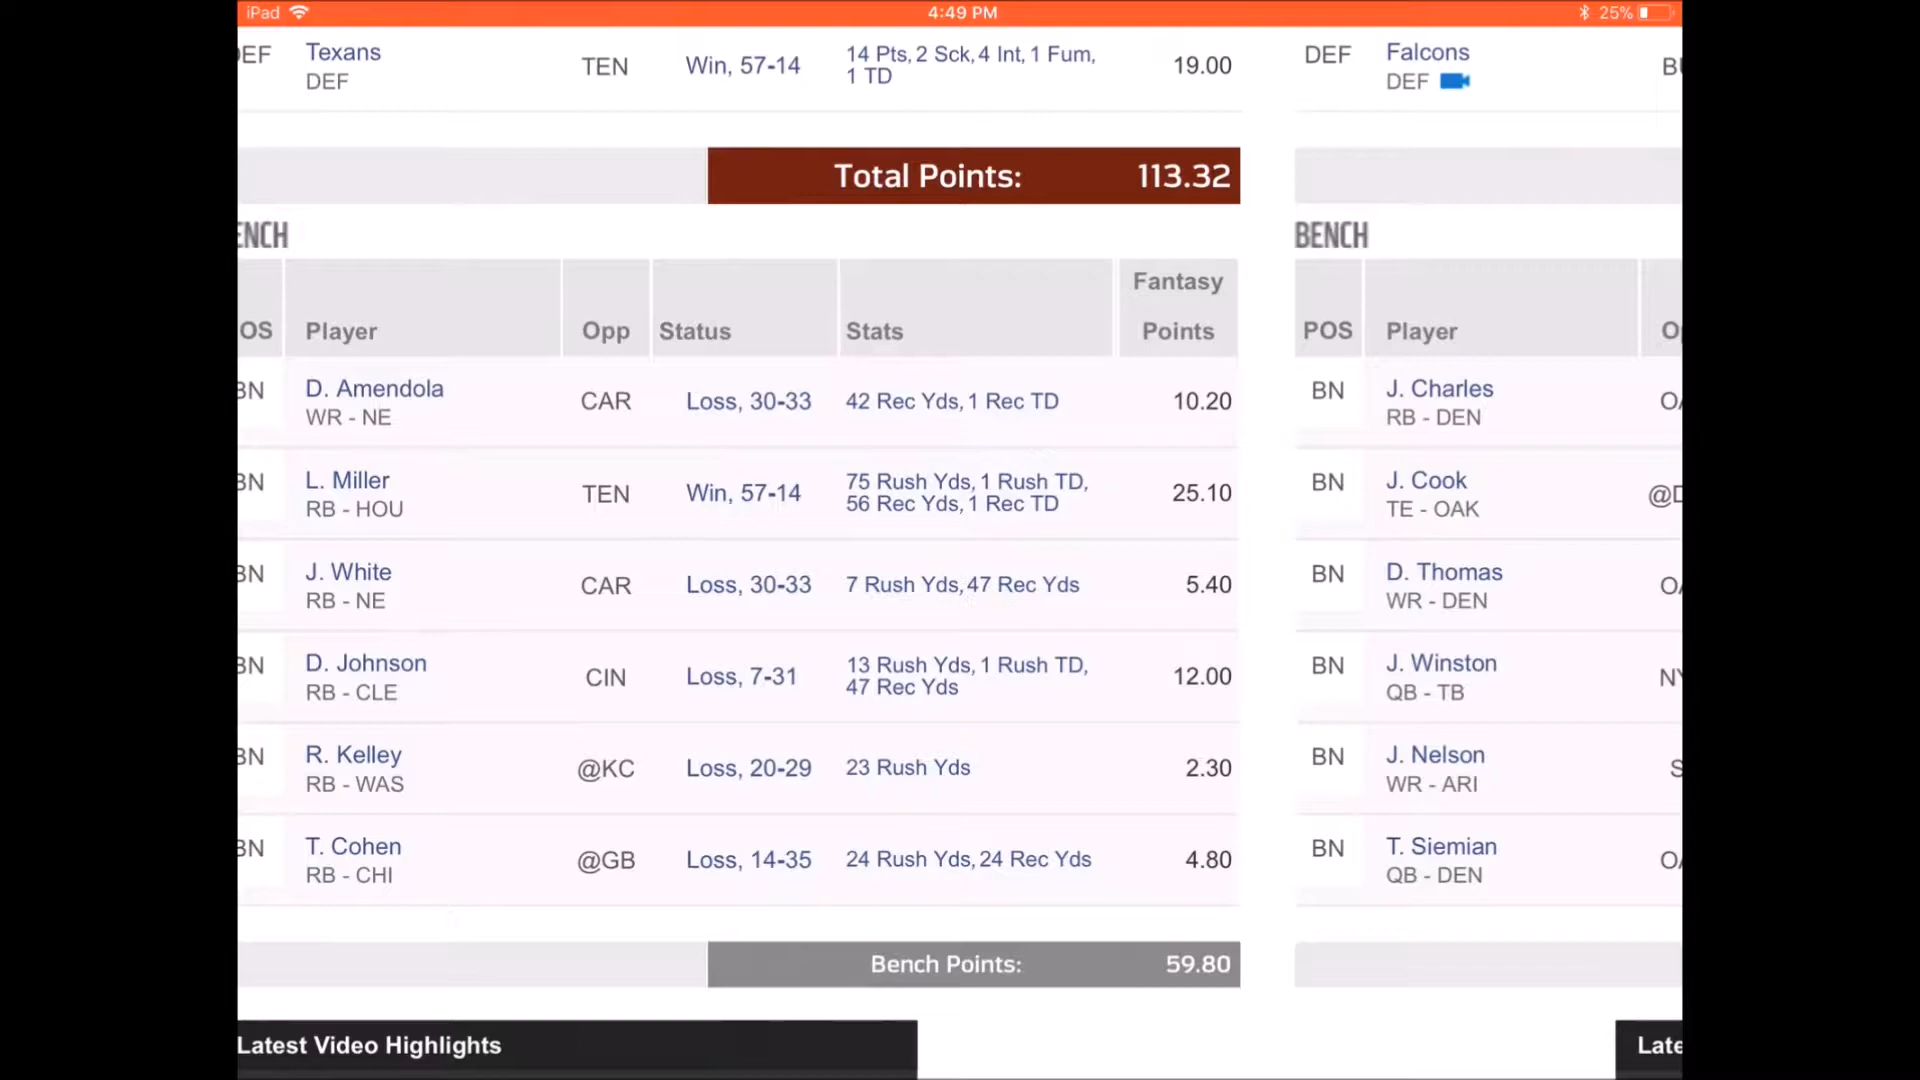 iPad 4:49 PM 25%
EF Texans TEN Win, 57-14 14 Pts, 2 Sck, 4 Int, 1 Fum, 19.00 DEF Falcons
DEF 1 TD DEF
Total Points: 113.32
ENCH BENCH
Fantasy
OS Player Opp Status Stats Points POS Player
BN D. Amendola CAR Loss, 30-33 42 Rec Yds, 1 Rec TD 10.20 BN J. Charles
WR - NE RB - DEN
BN L. Miller TEN Win, 57-14 75 Rush Yds, 1 Rush TD, 25.10 BN J. Cook
RB - HOU 56 Rec Yds, 1 Rec TD TE - OAK
BN J. White CAR Loss, 30-33 7 Rush Yds, 47 Rec Yds 5.40 BN D. Thomas
RB - NE WR - DEN
BN D. Johnson CIN Loss, 7-31 13 Rush Yds, 1 Rush TD, 12.00 BN J. Winston
RB - CLE 47 Rec Yds QB - TB
BN R. Kelley @KC Loss, 20-29 23 Rush Yds 2.30 BN J. Nelson
RB - WAS WR - ARI
BN T. Cohen @GB Loss, 14-35 24 Rush Yds, 24 Rec Yds 4.80 BN T. Siemian
RB - CHI QB - DEN
Bench Points: 59.80
Latest Video Highlights Late